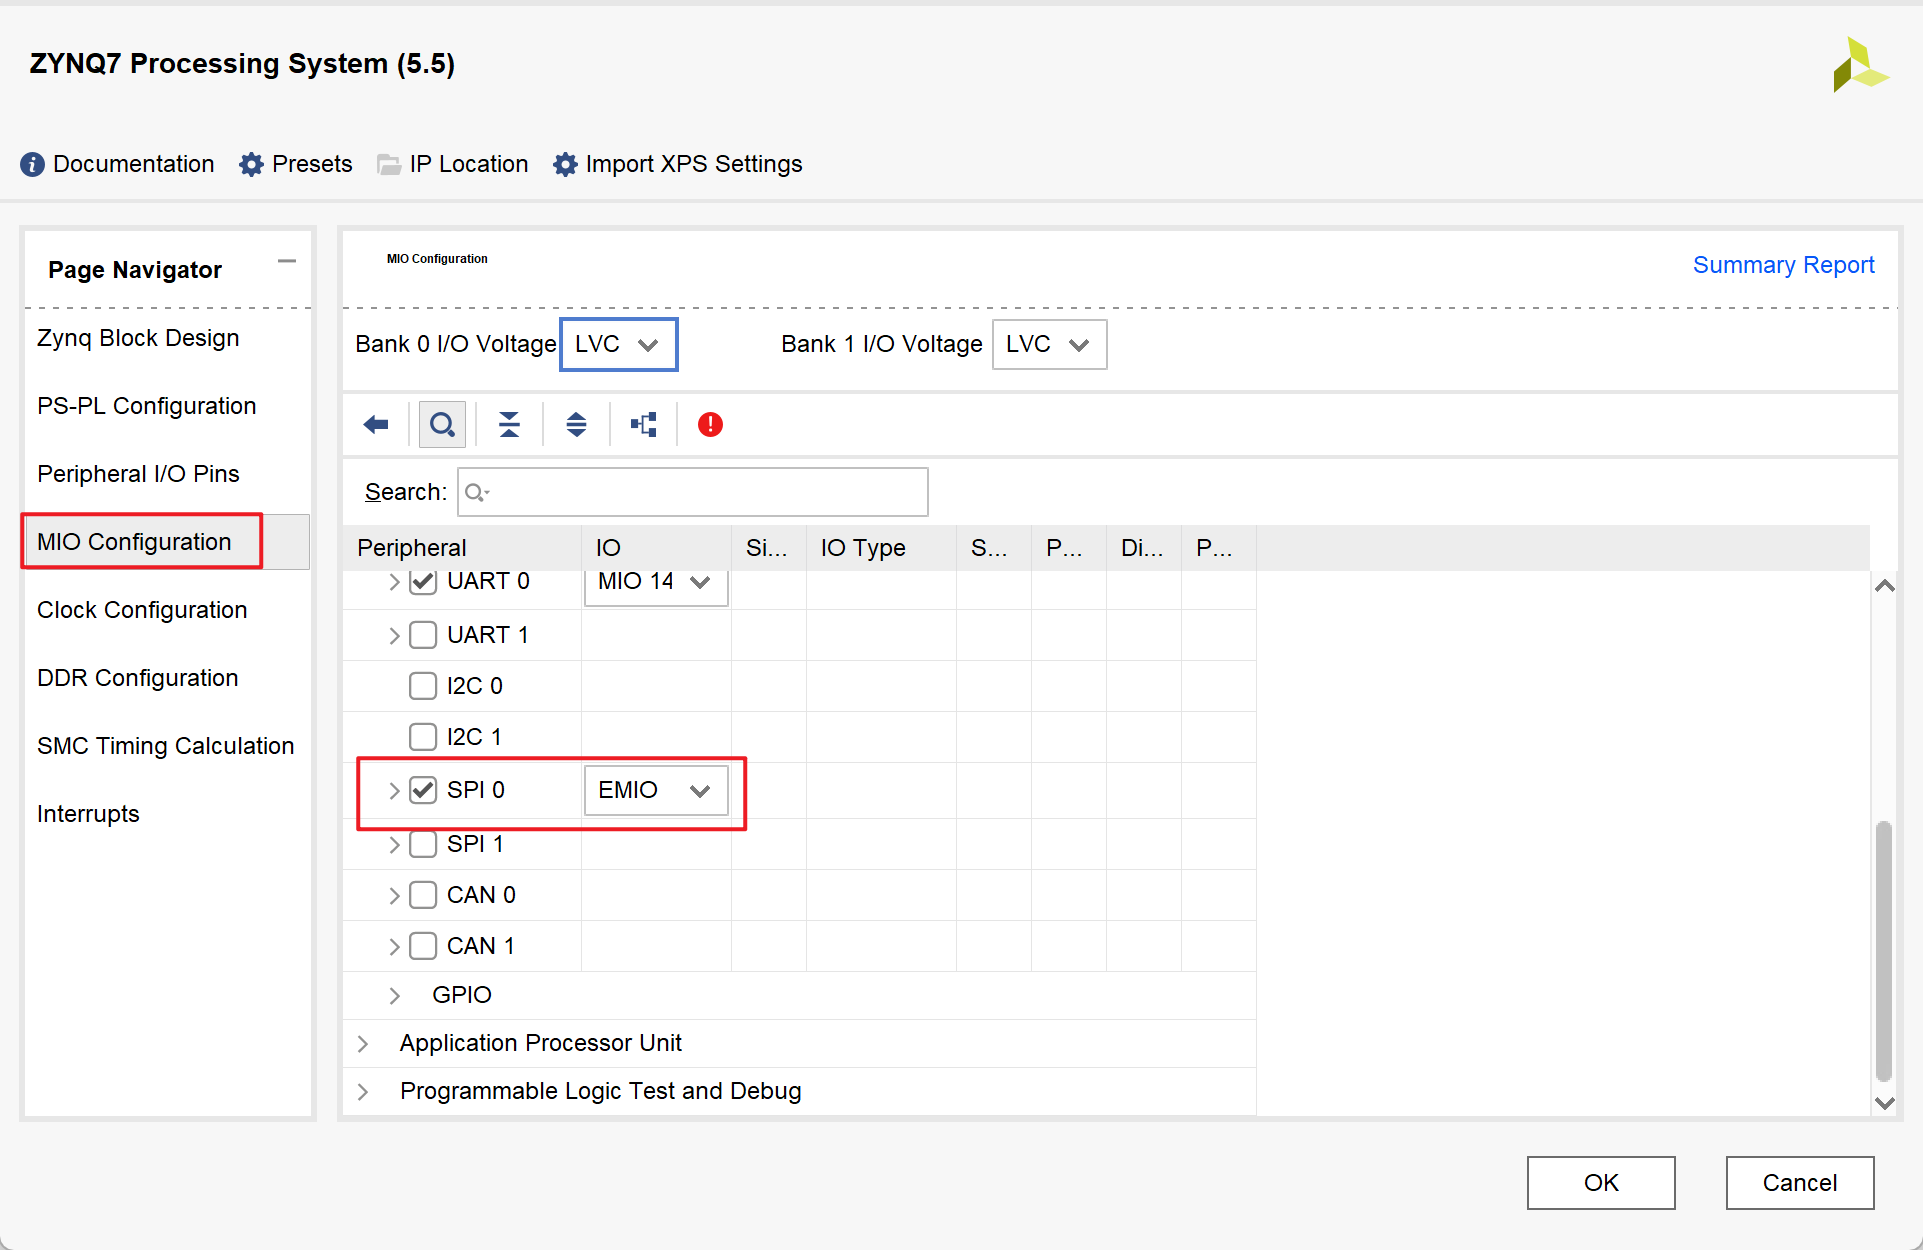 ZYNQ7 Processing System (5.5)
Documentation Presets IP Location Import XPS Settings
Page Navigator
Zynq Block Design
PS-PL Configuration
Peripheral I/O Pins
MIO Configuration
Clock Configuration
DDR Configuration
SMC Timing Calculation
Interrupts
MIO Configuration
Summary Report
Bank 0 I/O Voltage LVC Bank 1 I/O Voltage LVC
Search:
Peripheral IO Si... IO Type S... P... Di... P...
UART 0 MIO 14
UART 1
I2C 0
I2C 1
SPI 0 EMIO
SPI 1
CAN 0
CAN 1
GPIO
Application Processor Unit
Programmable Logic Test and Debug
OK Cancel